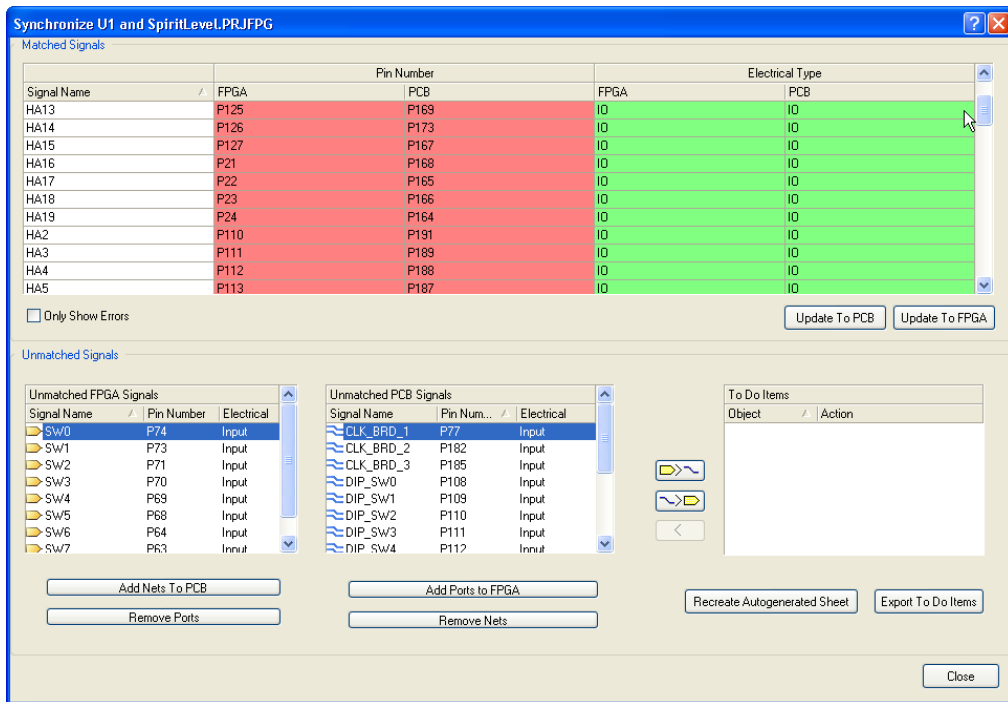 Synchronize U1 and SpiritLevel.PRJFPG
Matched Signals
Pin Number Electrical Type
Signal Name FPGA PCB FPGA PCB
HA13 P125 P169 IO IO
HA14 P126 P173 IO IO
HA15 P127 P167 IO IO
HA16 P21 P168 IO IO
HA17 P22 P165 IO IO
HA18 P23 P166 IO IO
HA19 P24 P164 IO IO
HA2 P110 P191 IO IO
HA3 P111 P189 IO IO
HA4 P112 P188 IO IO
HA5 P113 P187 IO IO
Only Show Errors Update To PCB Update To FPGA
Unmatched Signals
Unmatched FPGA Signals Unmatched PCB Signals To Do Items
Signal Name Pin Number Electrical Signal Name Pin Num... Electrical Object Action
SW0 P74 Input CLK_BRD_1 P77 Input
SW1 P73 Input CLK_BRD_2 P182 Input
SW2 P71 Input CLK_BRD_3 P185 Input
SW3 P70 Input DIP_SW0 P108 Input
SW4 P69 Input DIP_SW1 P109 Input
SW5 P68 Input DIP_SW2 P110 Input
SW6 P64 Input DIP_SW3 P111 Input
SW7 P63 Input DIP_SW4 P112 Input
Add Nets To PCB Add Ports to FPGA Recreate Autogenerated Sheet Export To Do Items
Remove Ports Remove Nets
Close